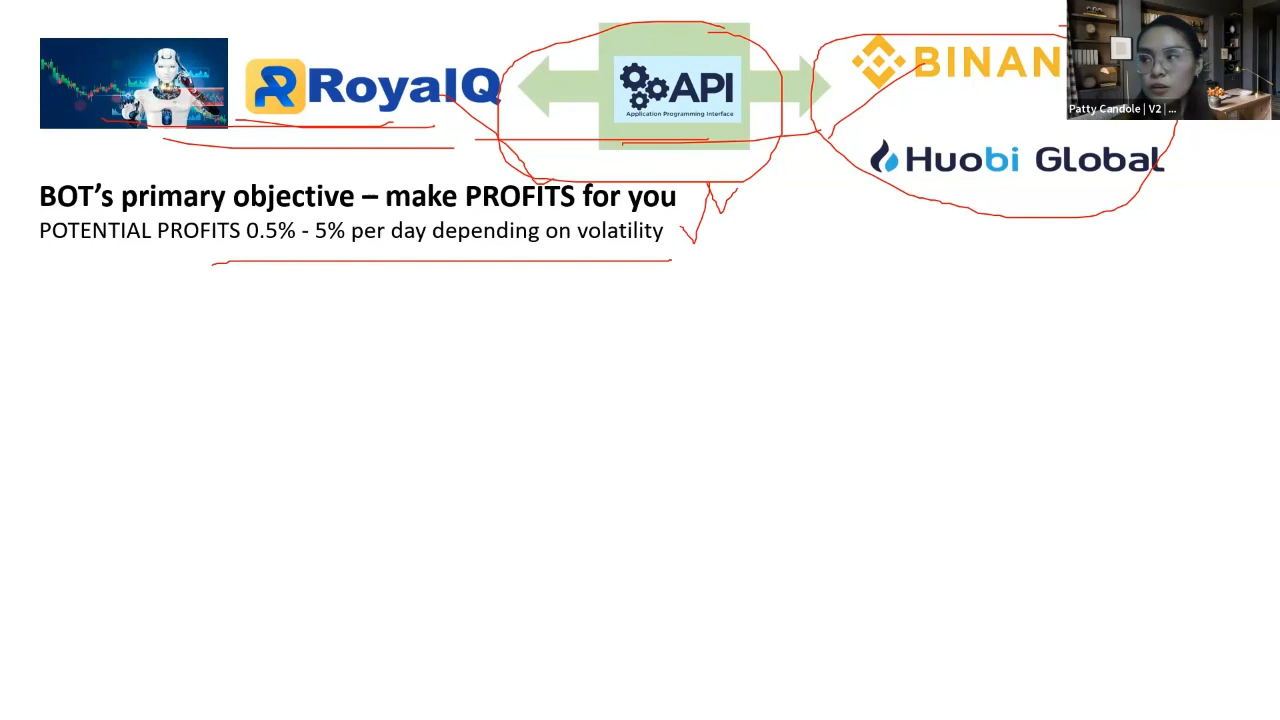 RoyalQ
API
Application Programming Interface
BINAN
Patty Candole | V2 | ...
Huobi Global
BOT’s primary objective – make PROFITS for you
POTENTIAL PROFITS 0.5% - 5% per day depending on volatility